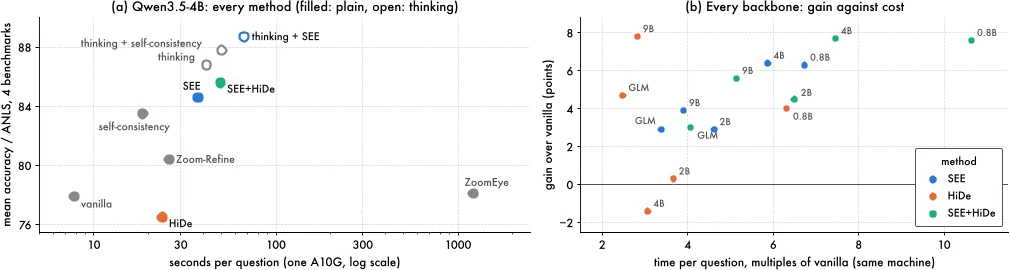 (a) Qwen3.5-4B: every method (filled: plain, open: thinking)
mean accuracy / ANLS, 4 benchmarks
88
84
80
76
thinking + self-consistency
thinking
thinking + SEE
SEE
SEE+HiDe
self-consistency
Zoom-Refine
vanilla
HiDe
ZoomEye
10
30
100
300
1000
seconds per question (one A10G, log scale)
(b) Every backbone: gain against cost
gain over vanilla (points)
8
6
4
2
0
−2
9B
4B
0.8B
4B
0.8B
9B
GLM
2B
0.8B
9B
GLM
2B
GLM
2B
4B
method
SEE
HiDe
SEE+HiDe
2
4
6
8
10
time per question, multiples of vanilla (same machine)